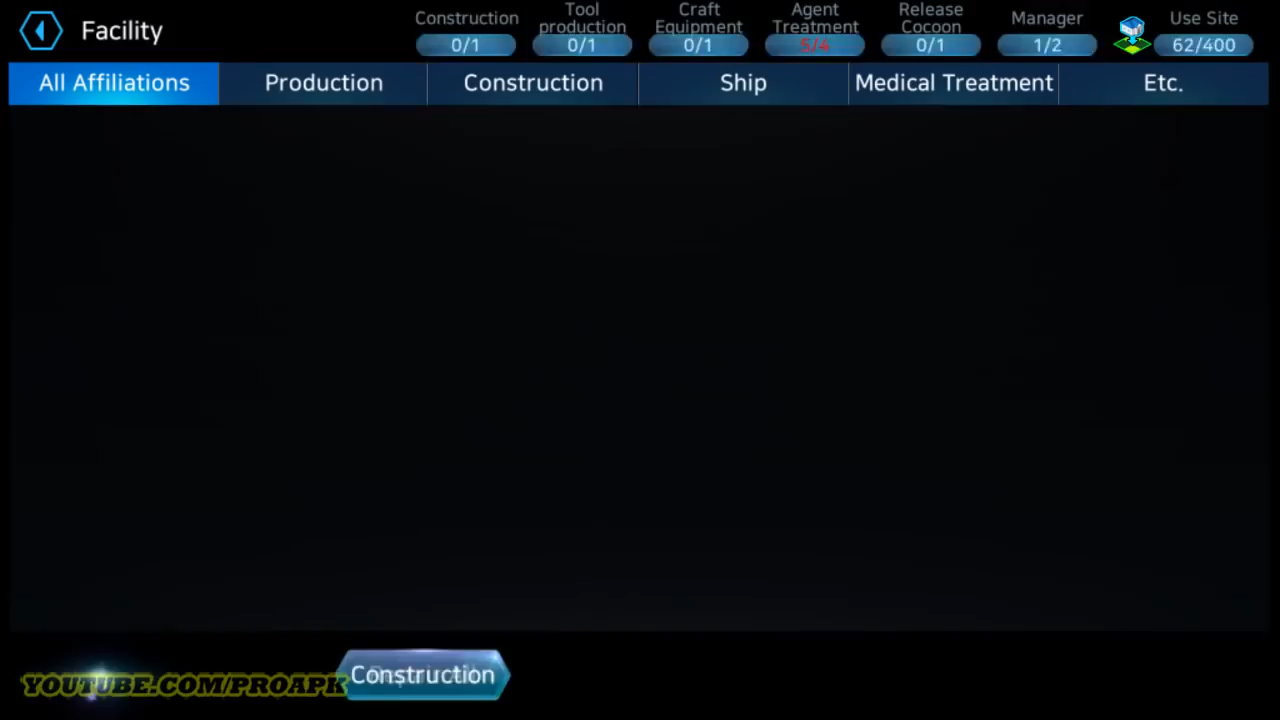 Facility
Construction
0/1
Tool
production
0/1
Craft
Equipment
0/1
Agent
Treatment
5/4
Release
Cocoon
0/1
Manager
1/2
Use Site
62/400
All Affiliations
Production
Construction
Ship
Medical Treatment
Etc.
YOUTUBE.COM/PROAPK
Construction